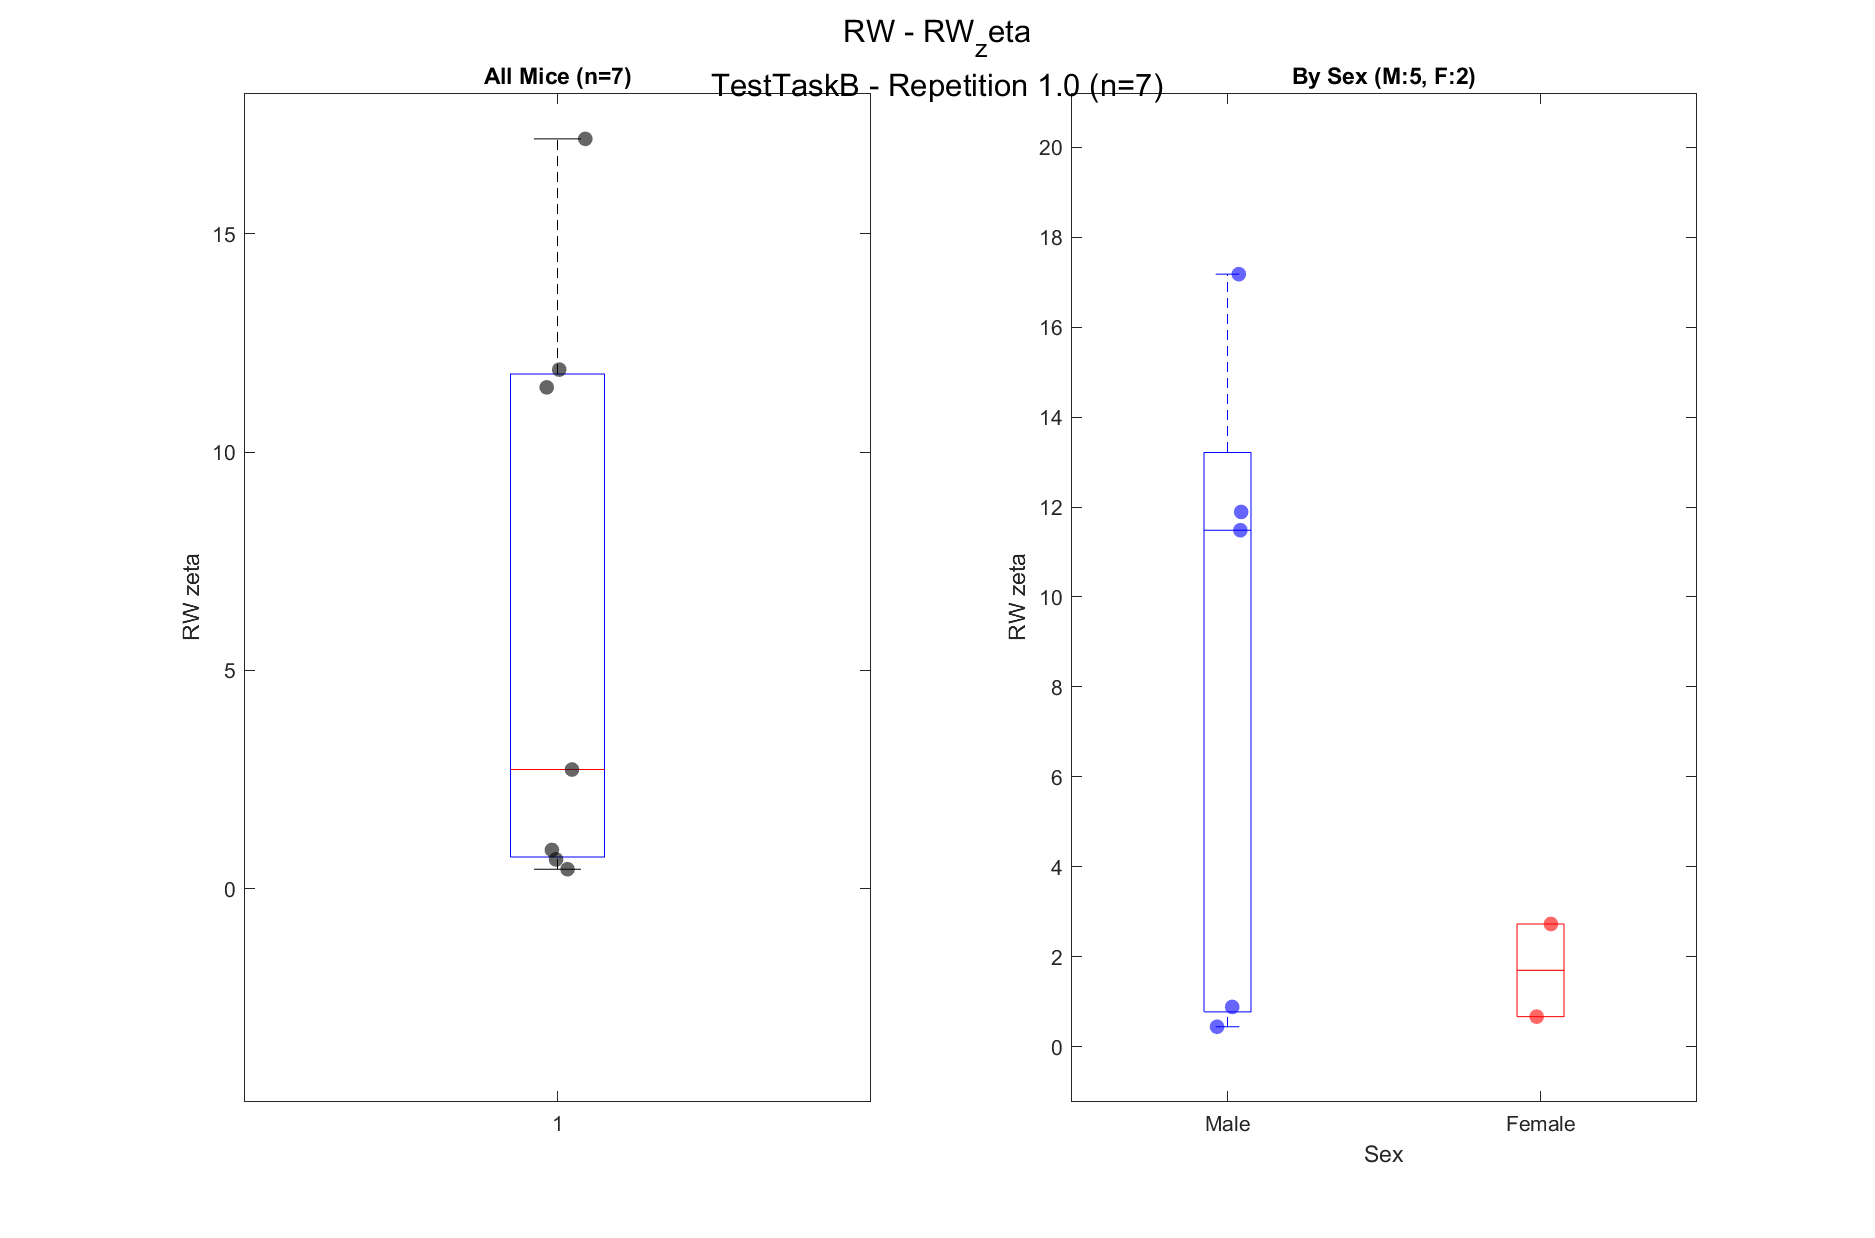 RW - RW_zeta
TestTaskB - Repetition 1.0 (n=7)
All Mice (n=7)
15
10
5
0
RW zeta
1
By Sex (M:5, F:2)
20
18
16
14
12
10
8
6
4
2
0
RW zeta
Male Female
Sex